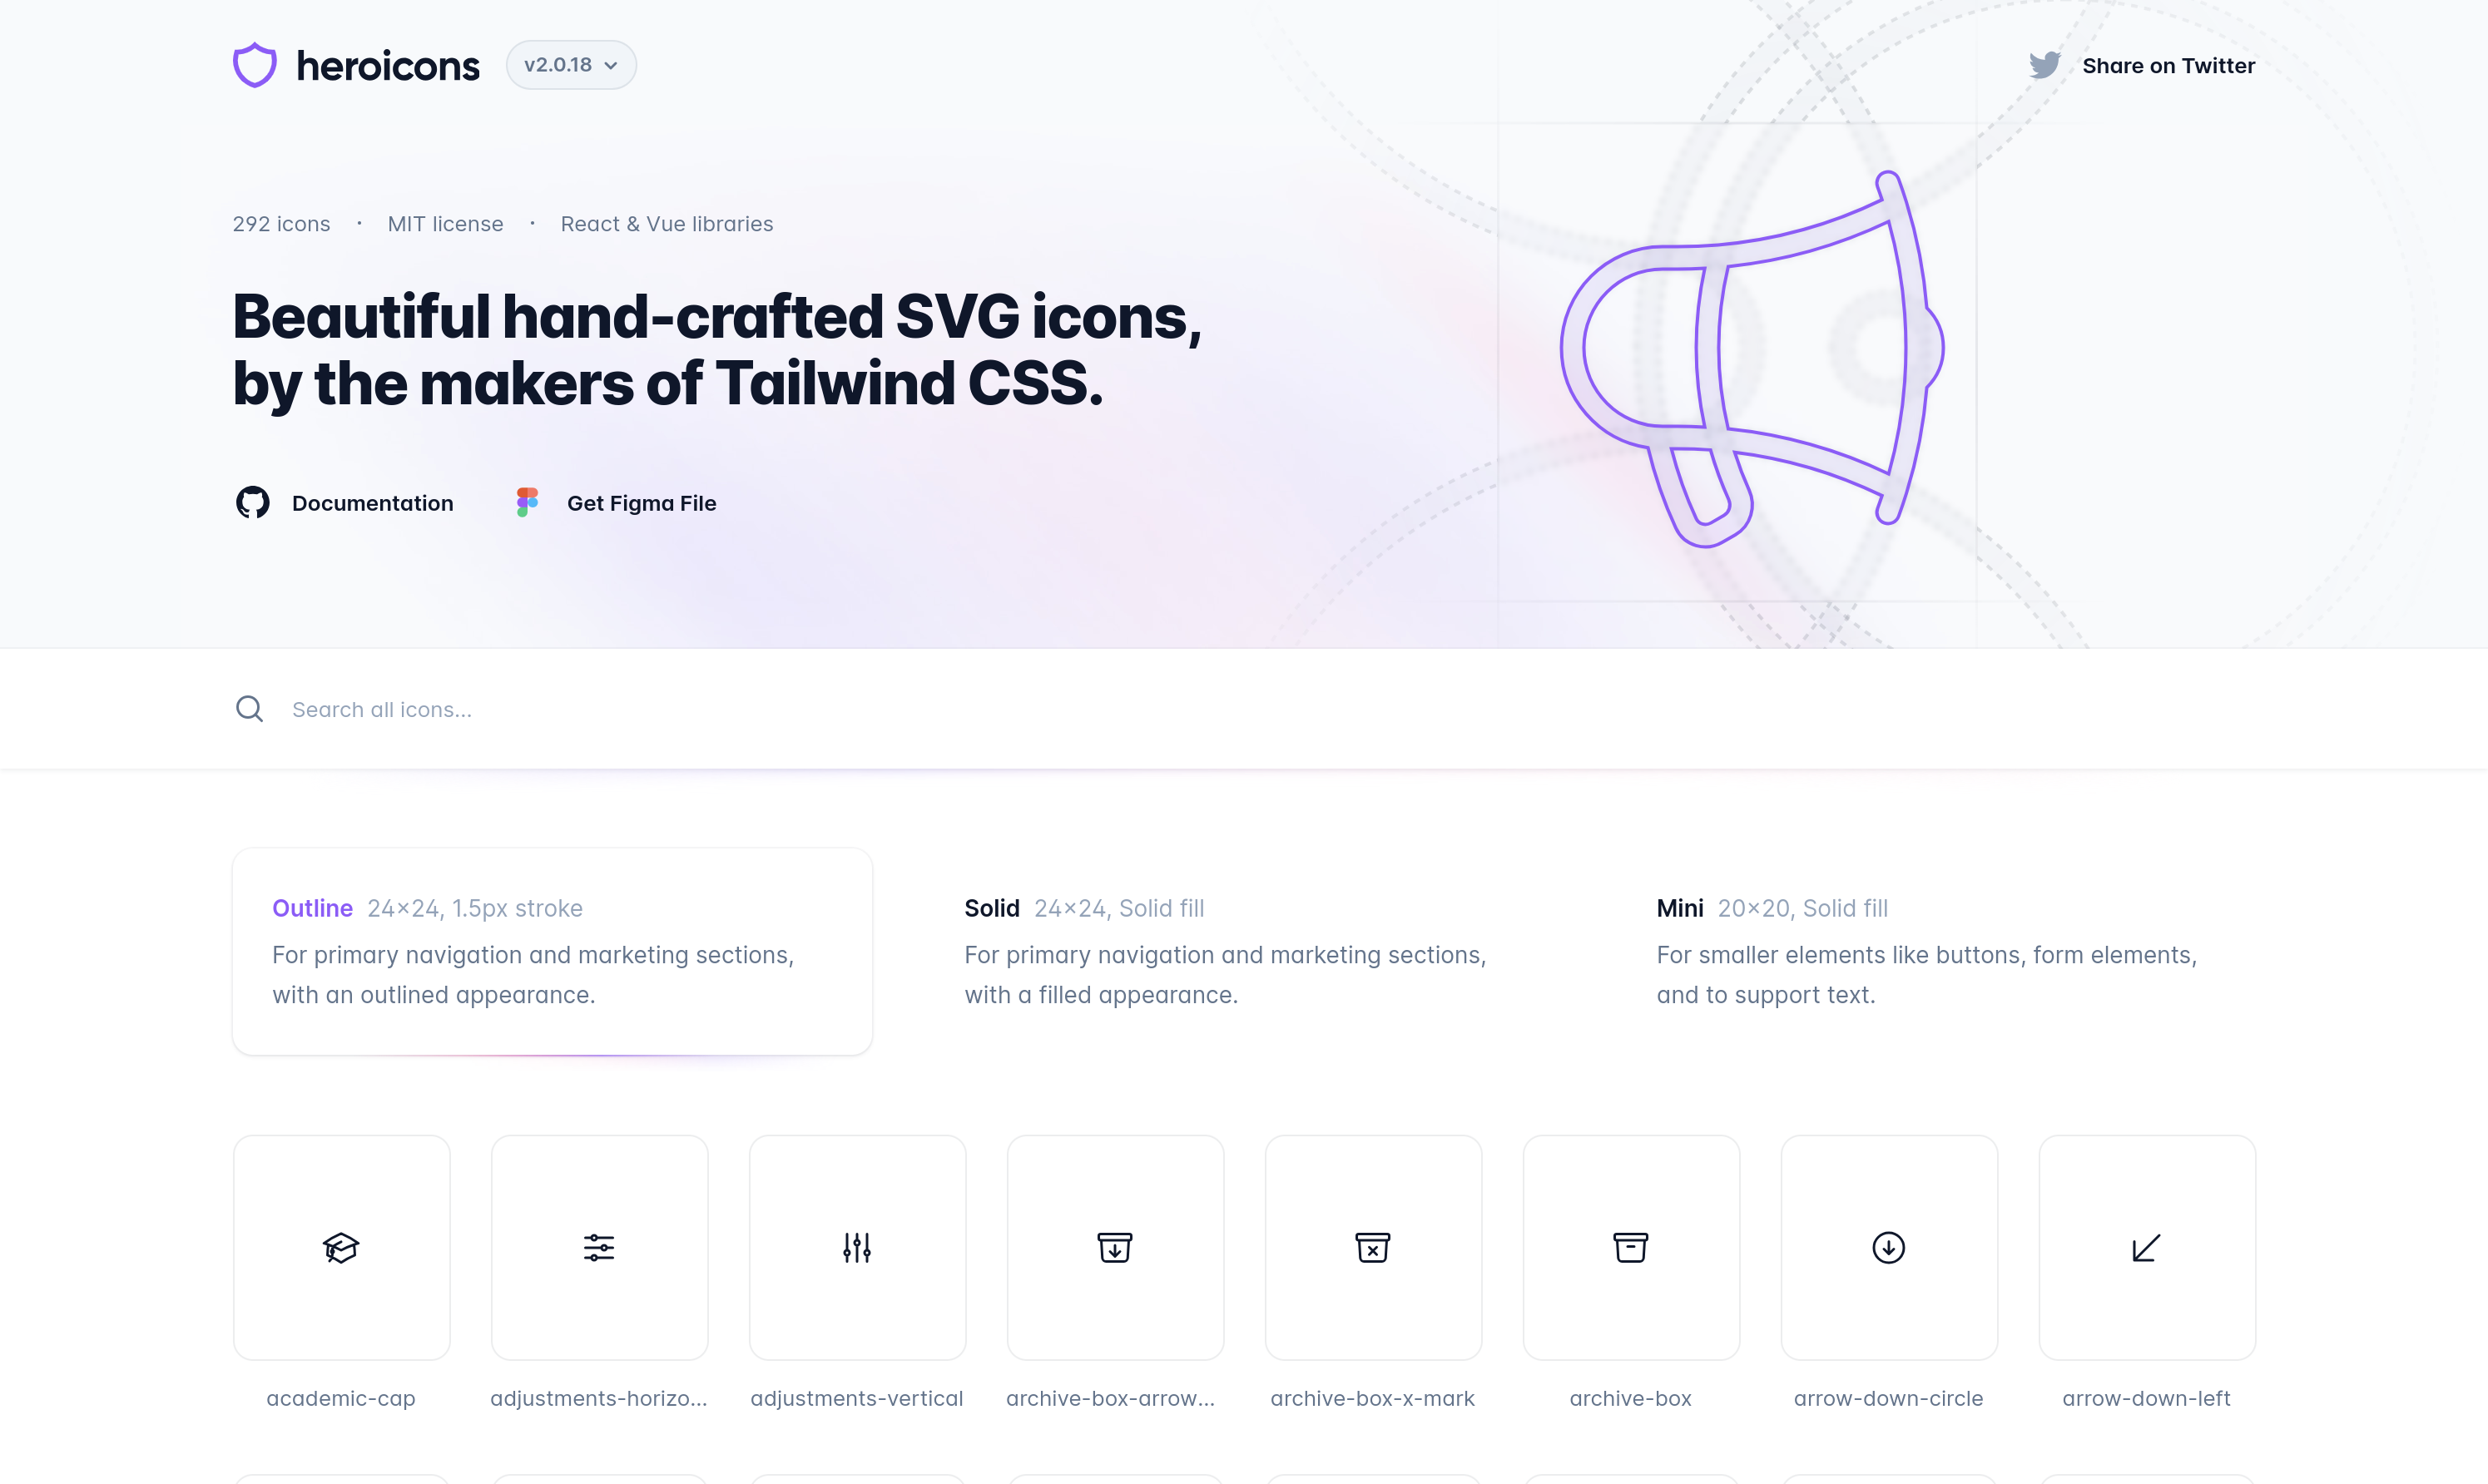 heroicons
v2.0.18
Share on Twitter
292 icons · MIT license · React & Vue libraries
Beautiful hand-crafted SVG icons,
by the makers of Tailwind CSS.
Documentation
Get Figma File
Search all icons...
Outline 24×24, 1.5px stroke
For primary navigation and marketing sections,
with an outlined appearance.
Solid 24×24, Solid fill
For primary navigation and marketing sections,
with a filled appearance.
Mini 20×20, Solid fill
For smaller elements like buttons, form elements,
and to support text.
academic-cap
adjustments-horizo...
adjustments-vertical
archive-box-arrow...
archive-box-x-mark
archive-box
arrow-down-circle
arrow-down-left